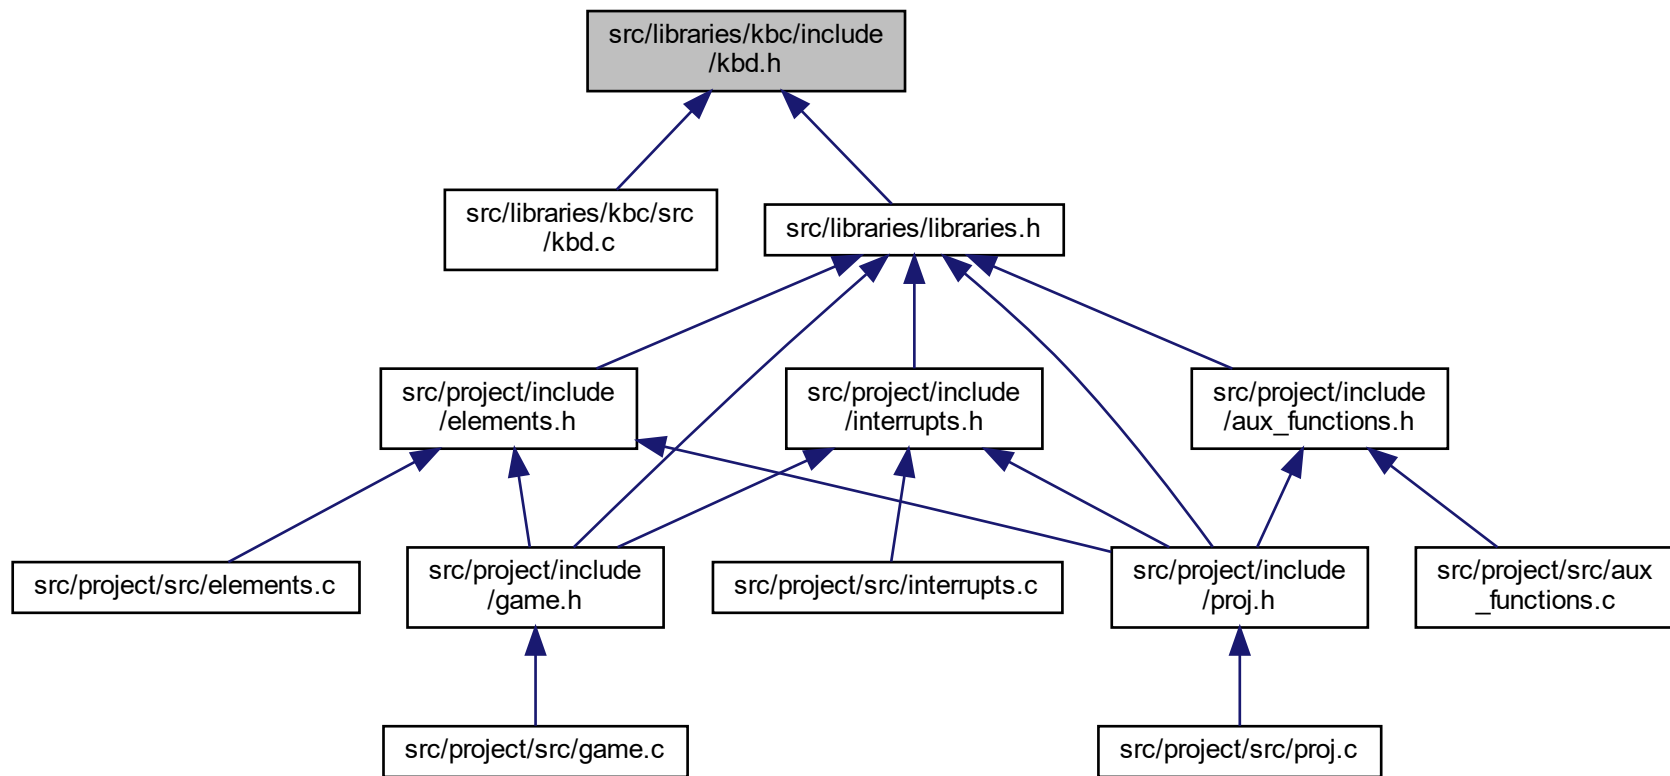 src/libraries/kbc/include
/kbd.h
src/libraries/kbc/src
/kbd.c
src/libraries/libraries.h
src/project/include
/elements.h
src/project/include
/interrupts.h
src/project/include
/aux_functions.h
src/project/src/elements.c
src/project/include
/game.h
src/project/src/interrupts.c
src/project/include
/proj.h
src/project/src/aux
_functions.c
src/project/src/game.c
src/project/src/proj.c